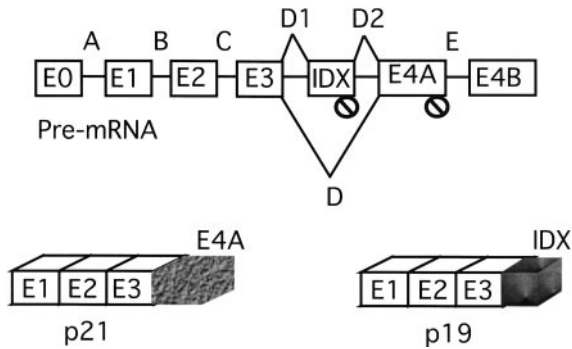 D1 D2
A B C E
E0 E1 E2 E3 IDX E4A E4B
Pre-mRNA
D
E4A IDX
E1 E2 E3 E1 E2 E3
p21 p19